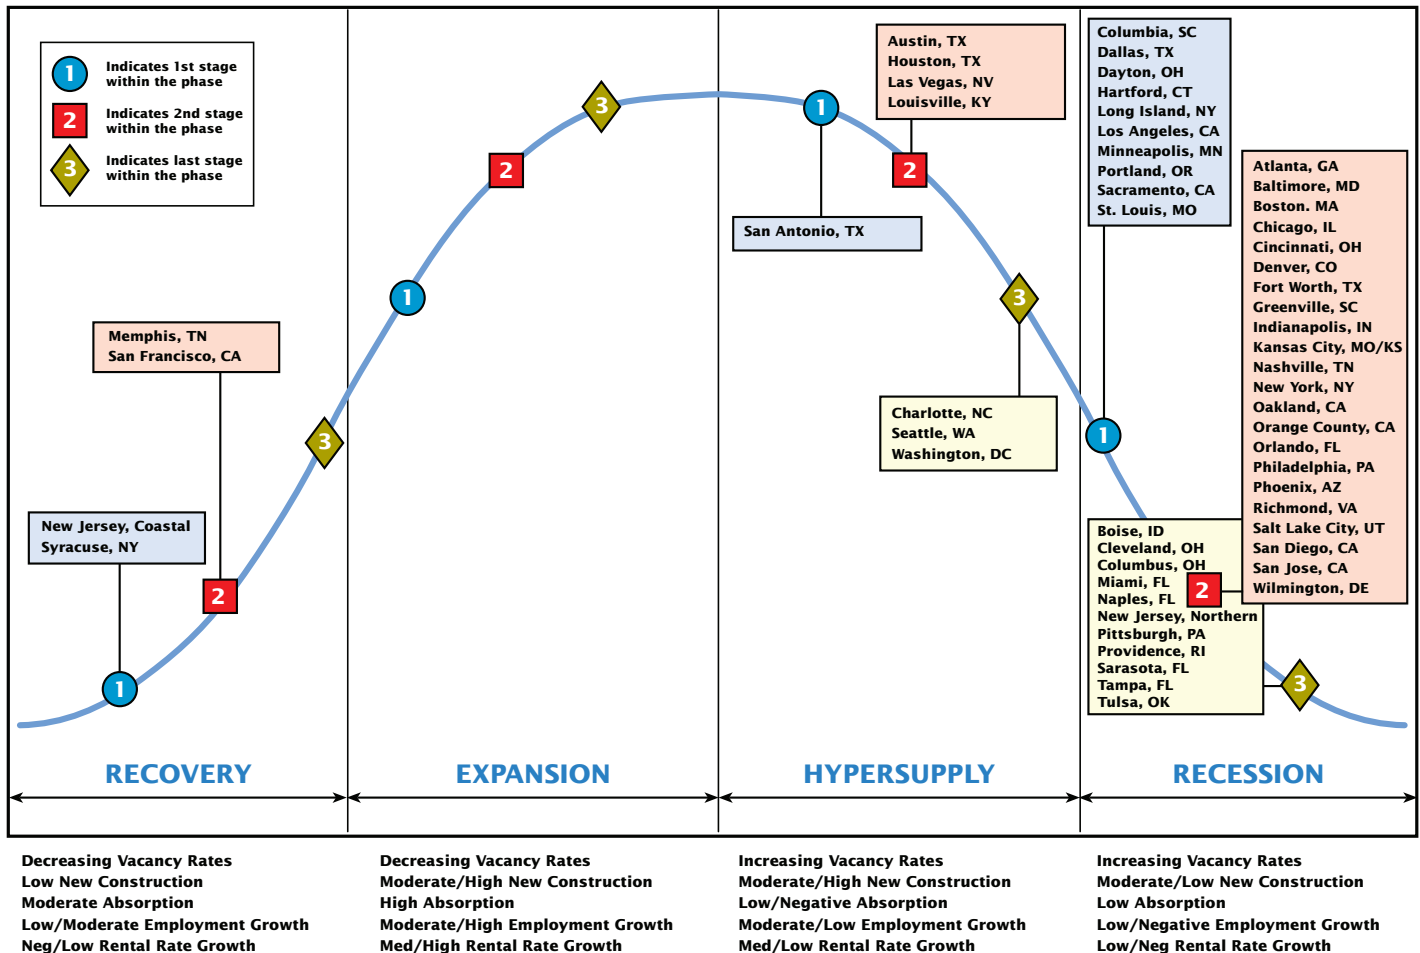 1
Indicates 1st stage
within the phase
2
Indicates 2nd stage
within the phase
3
Indicates last stage
within the phase
New Jersey, Coastal
Syracuse, NY
1
Memphis, TN
San Francisco, CA
2
3
1
2
3
1
San Antonio, TX
Austin, TX
Houston, TX
Las Vegas, NV
Louisville, KY
2
3
Charlotte, NC
Seattle, WA
Washington, DC
Columbia, SC
Dallas, TX
Dayton, OH
Hartford, CT
Long Island, NY
Los Angeles, CA
Minneapolis, MN
Portland, OR
Sacramento, CA
St. Louis, MO
1
Atlanta, GA
Baltimore, MD
Boston. MA
Chicago, IL
Cincinnati, OH
Denver, CO
Fort Worth, TX
Greenville, SC
Indianapolis, IN
Kansas City, MO/KS
Nashville, TN
New York, NY
Oakland, CA
Orange County, CA
Orlando, FL
Philadelphia, PA
Phoenix, AZ
Richmond, VA
Salt Lake City, UT
San Diego, CA
San Jose, CA
Wilmington, DE
2
Boise, ID
Cleveland, OH
Columbus, OH
Miami, FL
Naples, FL
New Jersey, Northern
Pittsburgh, PA
Providence, RI
Sarasota, FL
Tampa, FL
Tulsa, OK
3
RECOVERY
EXPANSION
HYPERSUPPLY
RECESSION
Decreasing Vacancy Rates
Low New Construction
Moderate Absorption
Low/Moderate Employment Growth
Neg/Low Rental Rate Growth
Decreasing Vacancy Rates
Moderate/High New Construction
High Absorption
Moderate/High Employment Growth
Med/High Rental Rate Growth
Increasing Vacancy Rates
Moderate/High New Construction
Low/Negative Absorption
Moderate/Low Employment Growth
Med/Low Rental Rate Growth
Increasing Vacancy Rates
Moderate/Low New Construction
Low Absorption
Low/Negative Employment Growth
Low/Neg Rental Rate Growth